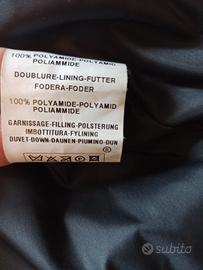 100% POLYAMIDE-POLYAMID
POLIAMMIDE
DOUBLURE-LINING-FUTTER
FODERA-FODER
100% POLYAMIDE-POLYAMID
POLIAMMIDE
GARNISSAGE-FILLING-POLSTERUNG
IMBOTTITURA-FYLINING
DUVET-DOWN-DAUNEN-PIUMINO-DUN
subito